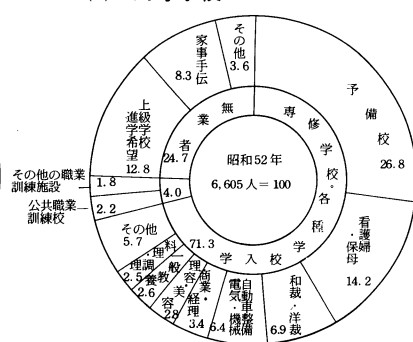 昭和52年
6,605人=100
専修学校・各種学校入学
71.3
無業者
24.7
4.0
予備校
26.8
看護婦・保母
14.2
和裁・洋裁
6.9
自動車整備
電気・機械
6.4
商業・経理
3.4
理容・美容
2.8
一般教養
2.6
料理・調理
2.5
その他
5.7
公共職業
訓練校
2.2
その他の職業
訓練施設
1.8
上級学校
進学希望
12.8
家事手伝
8.3
その他
3.6